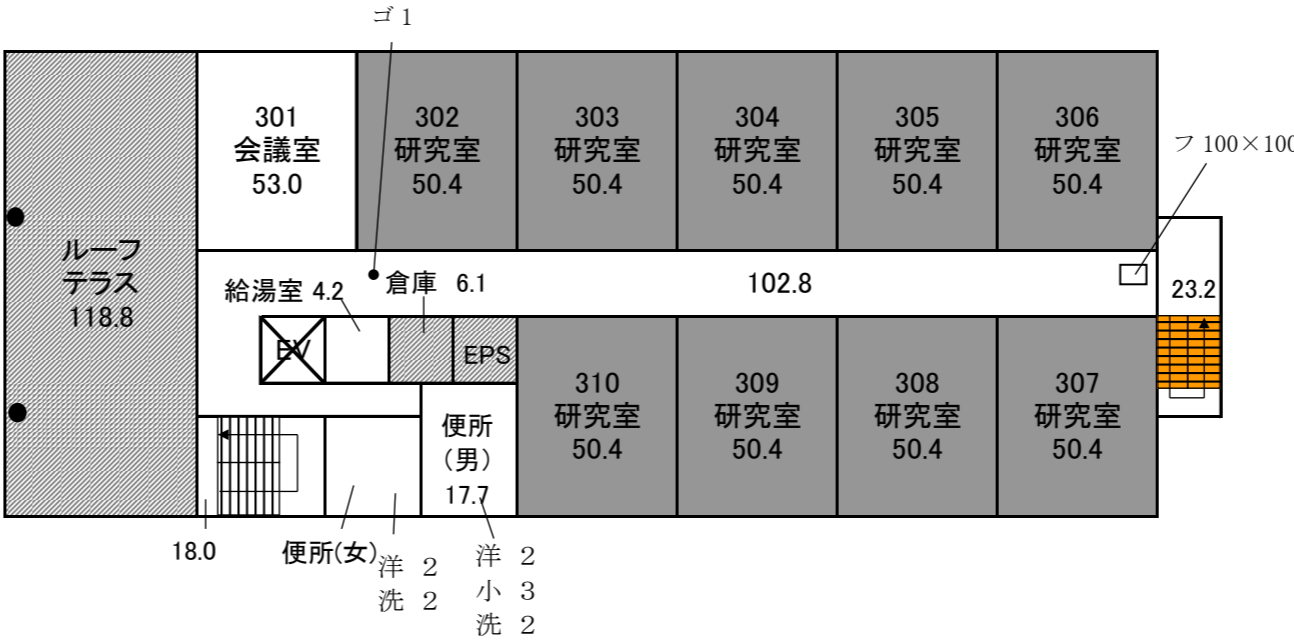 ゴ 1
301
会議室
53.0
302
研究室
50.4
303
研究室
50.4
304
研究室
50.4
305
研究室
50.4
306
研究室
50.4
フ 100×100
ルーフ
テラス
118.8
給湯室 4.2
倉庫 6.1
102.8
23.2
EV
EPS
310
研究室
50.4
309
研究室
50.4
308
研究室
50.4
307
研究室
50.4
便所
（男）
17.7
18.0
便所(女)
洋 2
洗 2
洋 2
小 3
洗 2